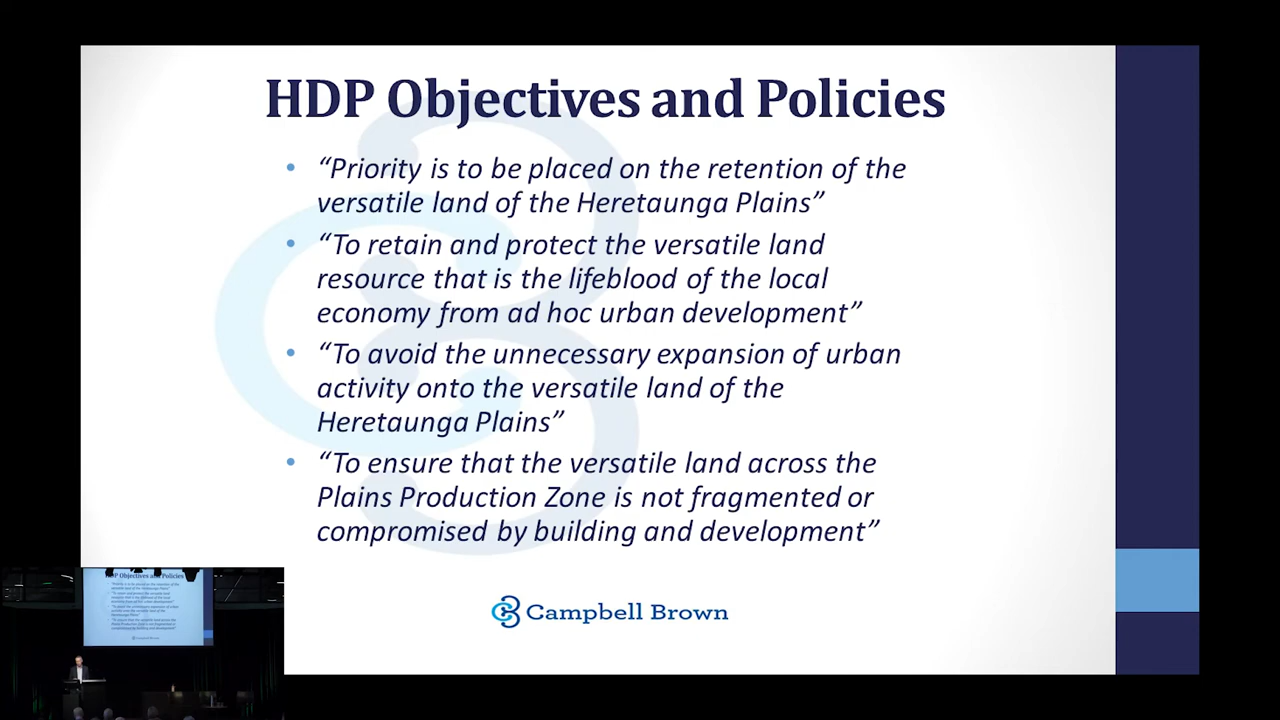 HDP Objectives and Policies
• “Priority is to be placed on the retention of the
versatile land of the Heretaunga Plains”
• “To retain and protect the versatile land
resource that is the lifeblood of the local
economy from ad hoc urban development”
• “To avoid the unnecessary expansion of urban
activity onto the versatile land of the
Heretaunga Plains”
• “To ensure that the versatile land across the
Plains Production Zone is not fragmented or
compromised by building and development”
Campbell Brown
HDP Objectives and Policies